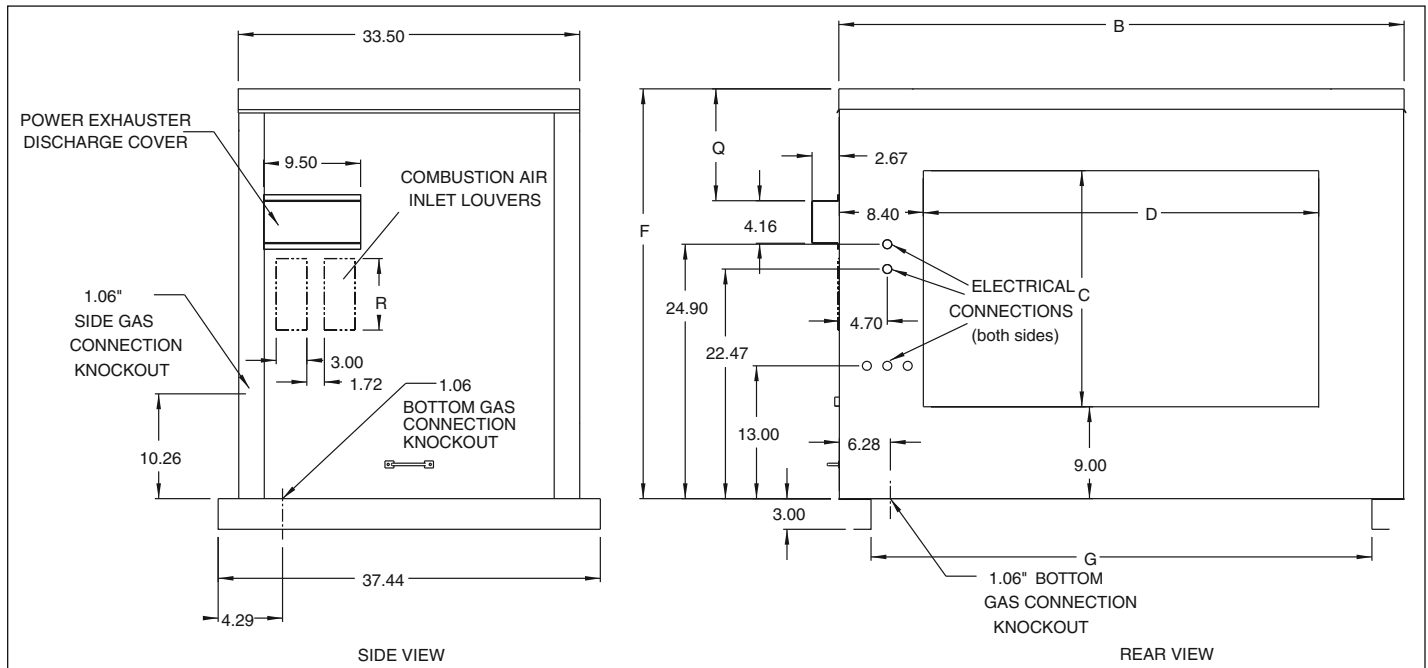 33.50
POWER EXHAUSTER
DISCHARGE COVER
9.50
COMBUSTION AIR
INLET LOUVERS
R
1.06"
SIDE GAS
CONNECTION
KNOCKOUT
3.00
1.72
1.06
BOTTOM GAS
CONNECTION
KNOCKOUT
10.26
37.44
4.29
SIDE VIEW
B
Q
2.67
8.40
D
4.16
F
ELECTRICAL
CONNECTIONS
(both sides)
C
24.90
4.70
22.47
13.00
6.28
9.00
3.00
G
1.06" BOTTOM
GAS CONNECTION
KNOCKOUT
REAR VIEW